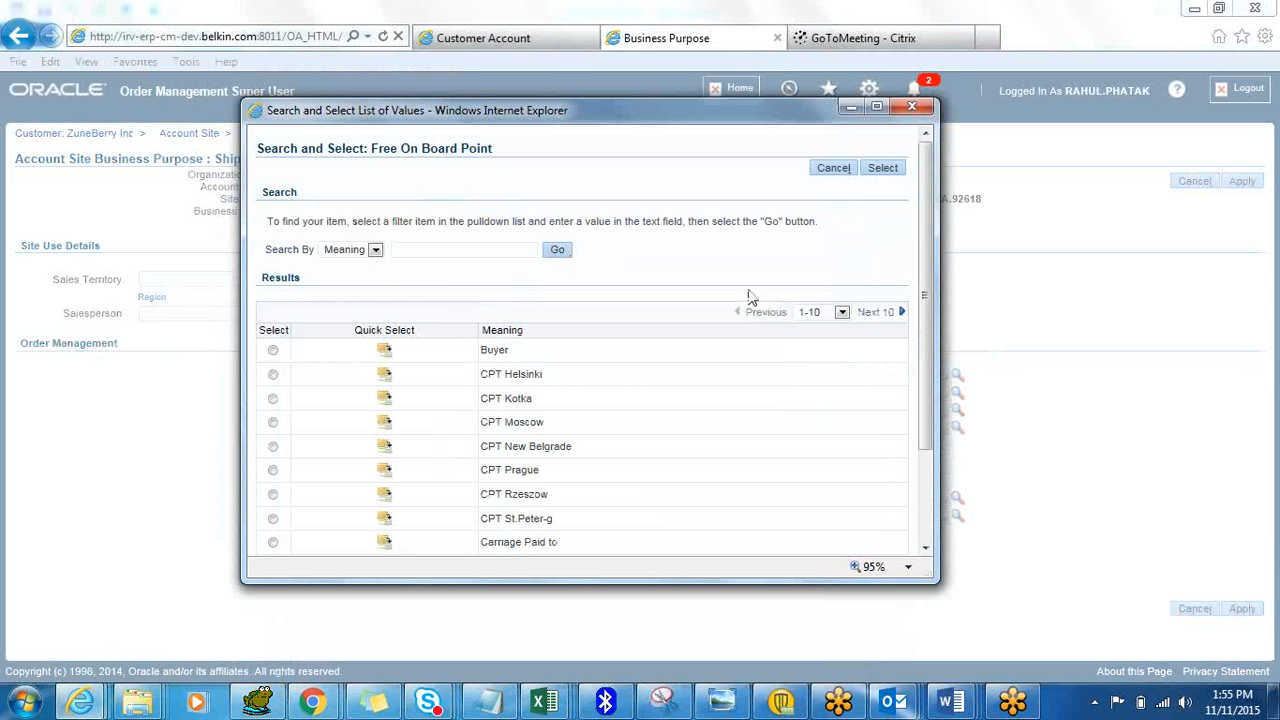 http://irv-erp-cm-dev.belkin.com:8011/OA_HTML/
Customer Account
Business Purpose
GoToMeeting - Citrix
File Edit View Favorites Tools Help
ORACLE Order Management Super User
Home
2
Logged In As RAHUL.PHATAK
?
Logout
Customer: ZuneBerry Inc > Account Site >
Account Site Business Purpose : Ship
Organiza
Account
Site
Business
A.92618
Cancel Apply
Site Use Details
Sales Territory
Region
Salesperson
Order Management
Search and Select List of Values - Windows Internet Explorer
Search and Select: Free On Board Point
Cancel Select
Search
To find your item, select a filter item in the pulldown list and enter a value in the text field, then select the "Go" button.
Search By Meaning Go
Results
Previous 1-10 Next 10
Select Quick Select Meaning
Buyer
CPT Helsinki
CPT Kotka
CPT Moscow
CPT New Belgrade
CPT Prague
CPT Rzeszow
CPT St.Peter-g
Carriage Paid to
95%
Cancel Apply
Copyright (c) 1998, 2014, Oracle and/or its affiliates. All rights reserved.
About this Page Privacy Statement
1:55 PM
11/11/2015